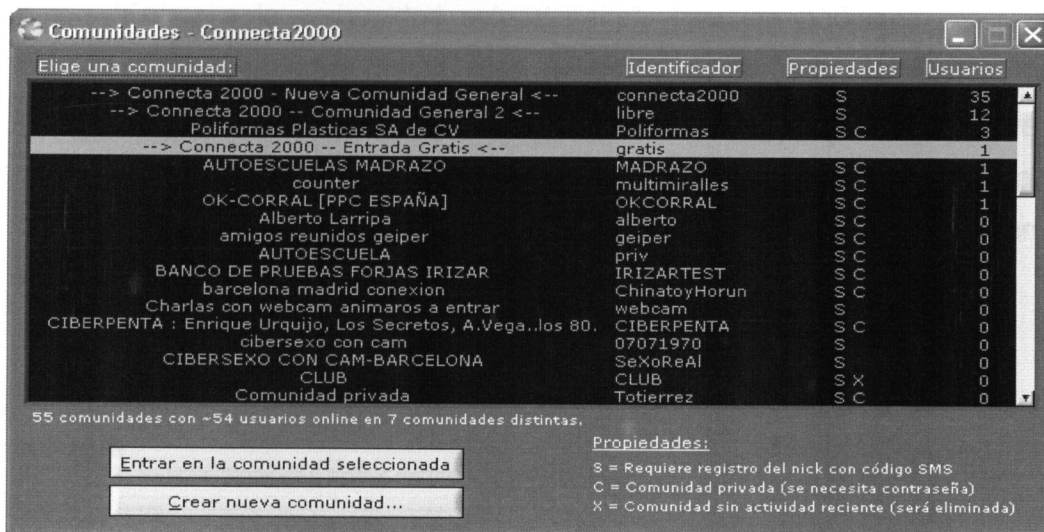 Comunidades - Connecta2000
Elige una comunidad: Identificador Propiedades Usuarios
--> Connecta 2000 - Nueva Comunidad General <-- connecta2000 S 35
--> Connecta 2000 -- Comunidad General 2 <-- libre S 12
Poliformas Plasticas SA de CV Poliformas S C 3
--> Connecta 2000 -- Entrada Gratis <-- gratis 1
AUTOESCUELAS MADRAZO MADRAZO S C 1
counter multimiralles S C 1
OK-CORRAL [PPC ESPAÑA] OKCORRAL S C 1
Alberto Larripa alberto S C 0
amigos reunidos geiper geiper S C 0
AUTOESCUELA priv S C 0
BANCO DE PRUEBAS FORJAS IRIZAR IRIZARTEST S C 0
barcelona madrid conexion ChinatoyHorun S C 0
Charlas con webcam animaros a entrar webcam S 0
CIBERPENTA : Enrique Urquijo, Los Secretos, A.Vega..los 80. CIBERPENTA S C 0
cibersexo con cam 07071970 S 0
CIBERSEXO CON CAM-BARCELONA SeXoReAl S 0
CLUB CLUB S X 0
Comunidad privada Totierrez S C 0
55 comunidades con ~54 usuarios online en 7 comunidades distintas.
Entrar en la comunidad seleccionada
Crear nueva comunidad...
Propiedades:
S = Requiere registro del nick con código SMS
C = Comunidad privada (se necesita contraseña)
X = Comunidad sin actividad reciente (será eliminada)